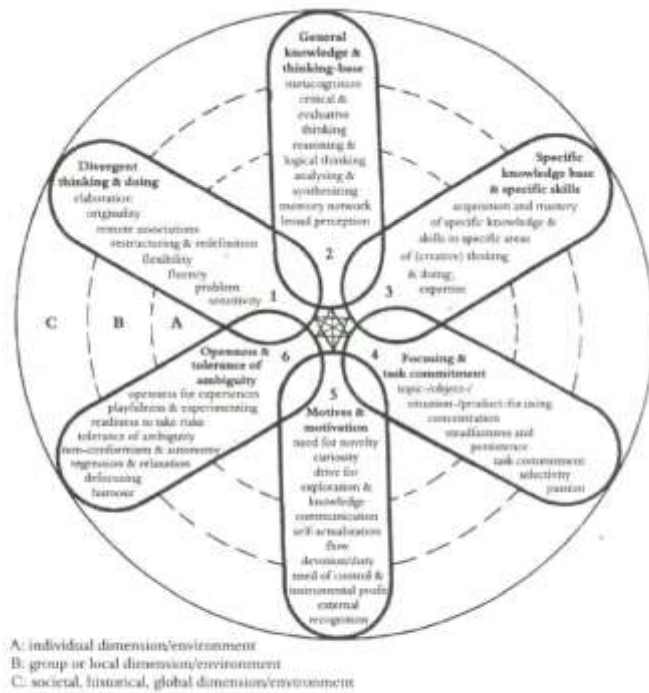 General
knowledge &
thinking-base
metacognition
critical &
evaluative
thinking
reasoning &
logical thinking
analysing &
synthesizing
memory network
broad perception
2
Divergent
thinking & doing
elaboration
originality
remote associations
restructuring & redefinition
flexibility
fluency
problem
sensitivity
1
Specific
knowledge base
& specific skills
acquisition and mastery
of specific knowledge &
skills in specific areas
of (creative) thinking
& doing;
expertise
3
C B A
Openness &
tolerance of
ambiguity
openness for experiences
playfulness & experimenting
readiness to take risks
tolerance of ambiguity
non-conformism & autonomy
regression & relaxation
defocusing
humour
6
Focusing &
task commitment
topic-/object-/
situation-/product-focusing
concentration
steadfastness and
persistence
task commitment
selectivity
passion
4
5
Motives &
motivation
need for novelty
curiosity
drive for
exploration &
knowledge
communication
self-actualization
flow
devotion/duty
need of control &
instrumental profit
external
recognition
A: individual dimension/environment
B: group or local dimension/environment
C: societal, historical, global dimension/environment